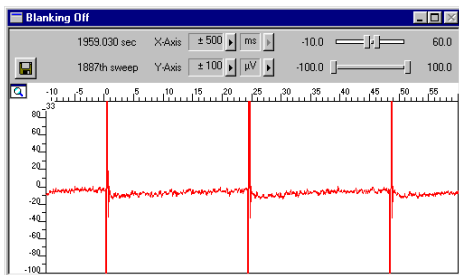 Blanking Off
1959.030 sec X-Axis ± 500 ms -10.0 60.0
1887th sweep Y-Axis ± 100 µV -100.0 100.0
-10 -5 0 5 10 15 20 25 30 35 40 45 50 55
33
80
60
40
20
0
-20
-40
-60
-80
-100